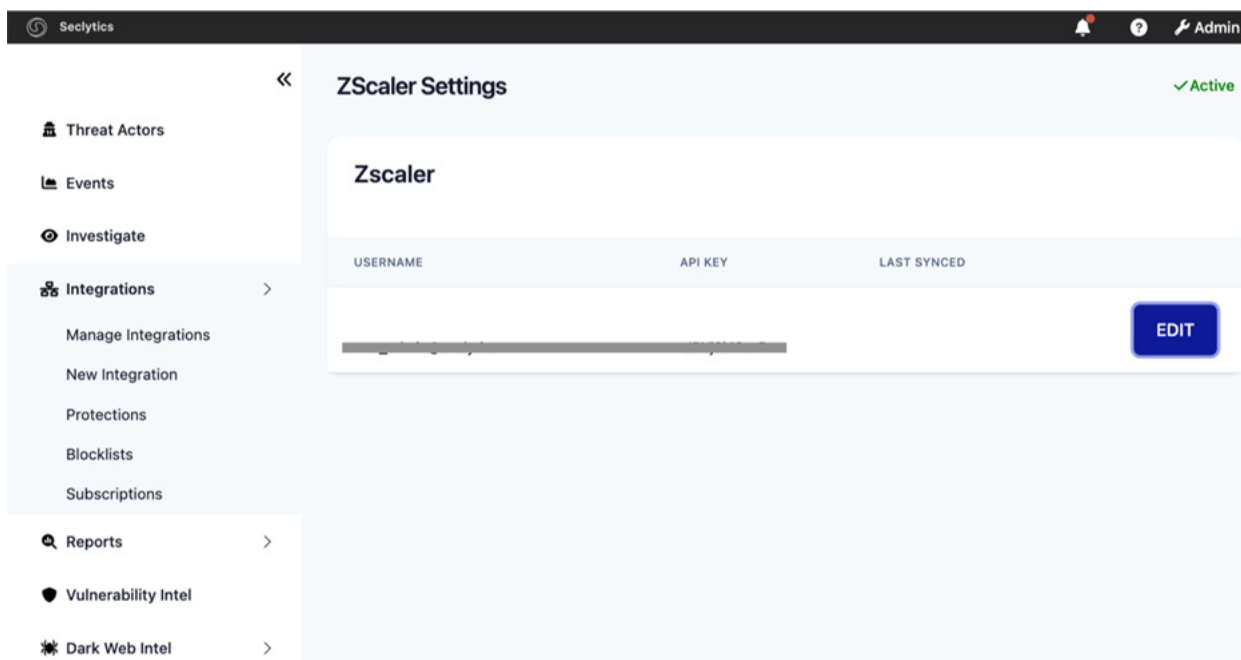 Seclytics
Admin
ZScaler Settings
Active
Threat Actors
Events
Investigate
Integrations
Manage Integrations
New Integration
Protections
Blocklists
Subscriptions
Reports
Vulnerability Intel
Dark Web Intel
Zscaler
USERNAME API KEY LAST SYNCED
EDIT